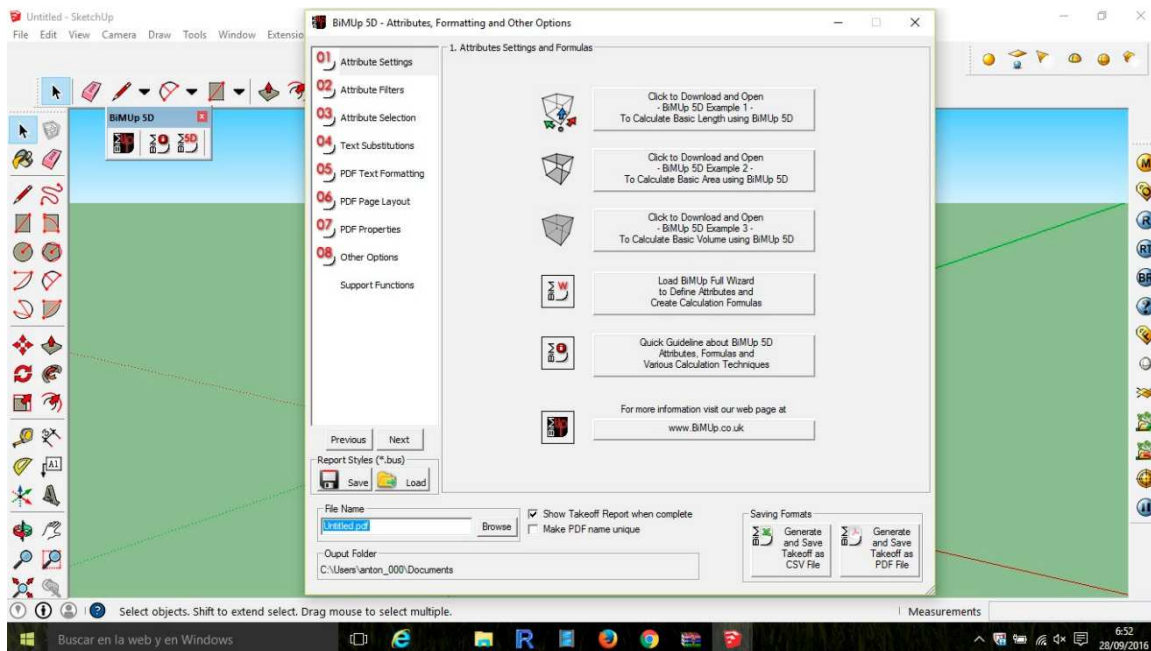 Untitled - SketchUp
File Edit View Camera Draw Tools Window Extensio
BiMUp 5D
BiMUp 5D - Attributes, Formatting and Other Options
01 Attribute Settings
02 Attribute Filters
03 Attribute Selection
04 Text Substitutions
05 PDF Text Formatting
06 PDF Page Layout
07 PDF Properties
08 Other Options
Support Functions
Previous Next
Report Styles (*.bus)
Save Load
1. Attributes Settings and Formulas
Click to Download and Open
- BiMUp 5D Example 1 -
To Calculate Basic Length using BiMUp 5D
Click to Download and Open
- BiMUp 5D Example 2 -
To Calculate Basic Area using BiMUp 5D
Click to Download and Open
- BiMUp 5D Example 3 -
To Calculate Basic Volume using BiMUp 5D
Load BiMUp Full Wizard
to Define Attributes and
Create Calculation Formulas
Quick Guideline about BiMUp 5D
Attributes, Formulas and
Various Calculation Techniques
For more information visit our web page at
www.BiMUp.co.uk
File Name
Untitled.pdf
Browse
Show Takeoff Report when complete
Make PDF name unique
Ouput Folder
C:\Users\anton_000\Documents
Saving Formats
Generate
and Save
Takeoff as
CSV File
Generate
and Save
Takeoff as
PDF File
M
R
RT
BR
A1
Select objects. Shift to extend select. Drag mouse to select multiple.
Measurements
Buscar en la web y en Windows
6:52
28/09/2016